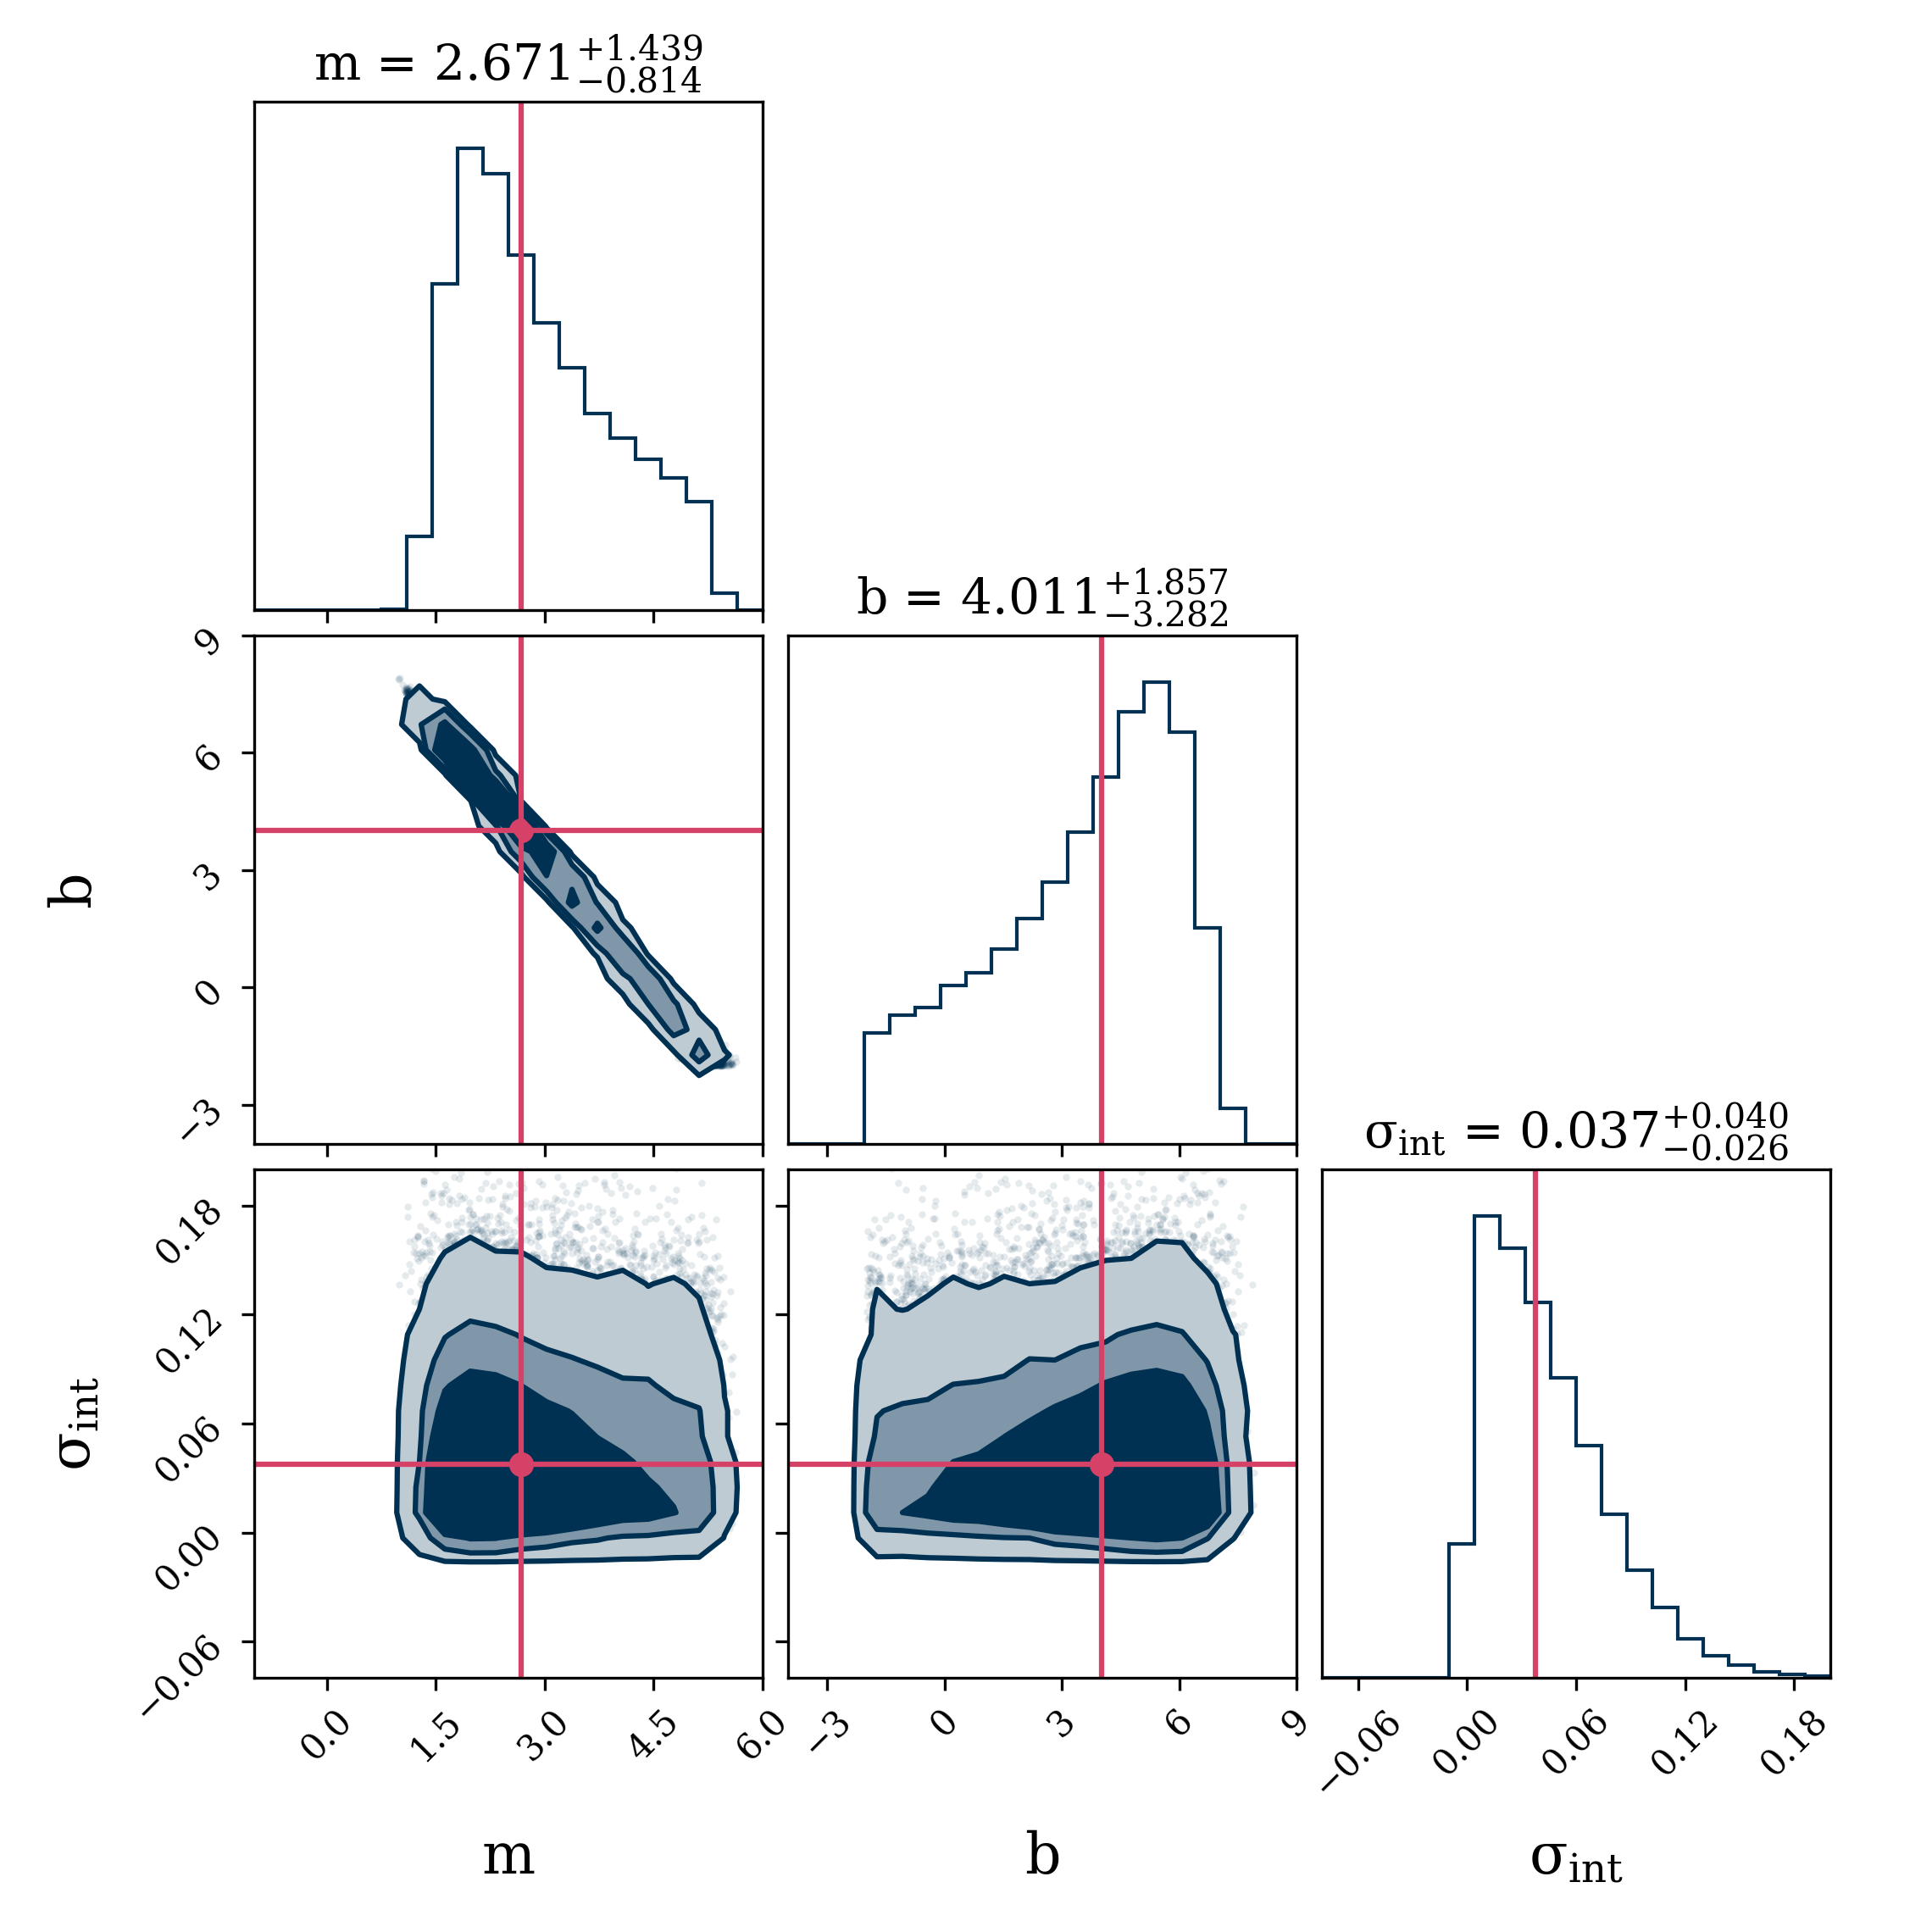 m = 2.671 +1.439 −0.814
b = 4.011 +1.857 −3.282
σint = 0.037 +0.040 −0.026
9
6
3
0
−3
b
0.18
0.12
0.06
0.00
−0.06
σint
0.0 1.5 3.0 4.5 6.0
−3 0 3 6 9
−0.06 0.00 0.06 0.12 0.18
m
b
σint